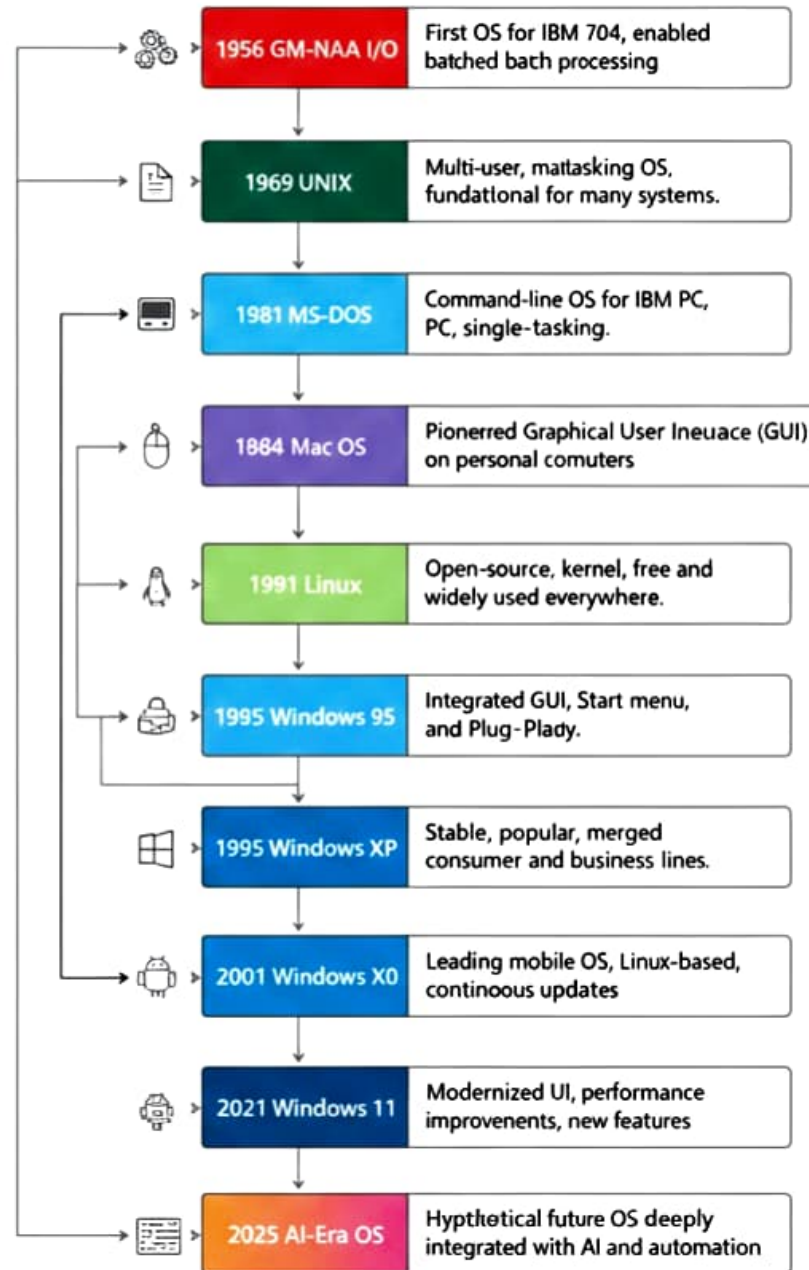 1956 GM-NAA I/O
First OS for IBM 704, enabled
batched bath processing
1969 UNIX
Multi-user, mattasking OS,
fundatlonal for many systems.
1981 MS-DOS
Command-line OS for IBM PC,
PC, single-tasking.
1884 Mac OS
Pionerred Graphical User Ineuace (GUI)
on personal comuters
1991 Linux
Open-source, kernel, free and
widely used everywhere.
1995 Windows 95
Integrated GUI, Start menu,
and Plug-Plady.
1995 Windows XP
Stable, popular, merged
consumer and business lines.
2001 Windows X0
Leading mobile OS, Linux-based,
continoous updates
2021 Windows 11
Modernized UI, performance
improvenents, new features
2025 AI-Era OS
Hypthetical future OS deeply
integrated with AI and automation